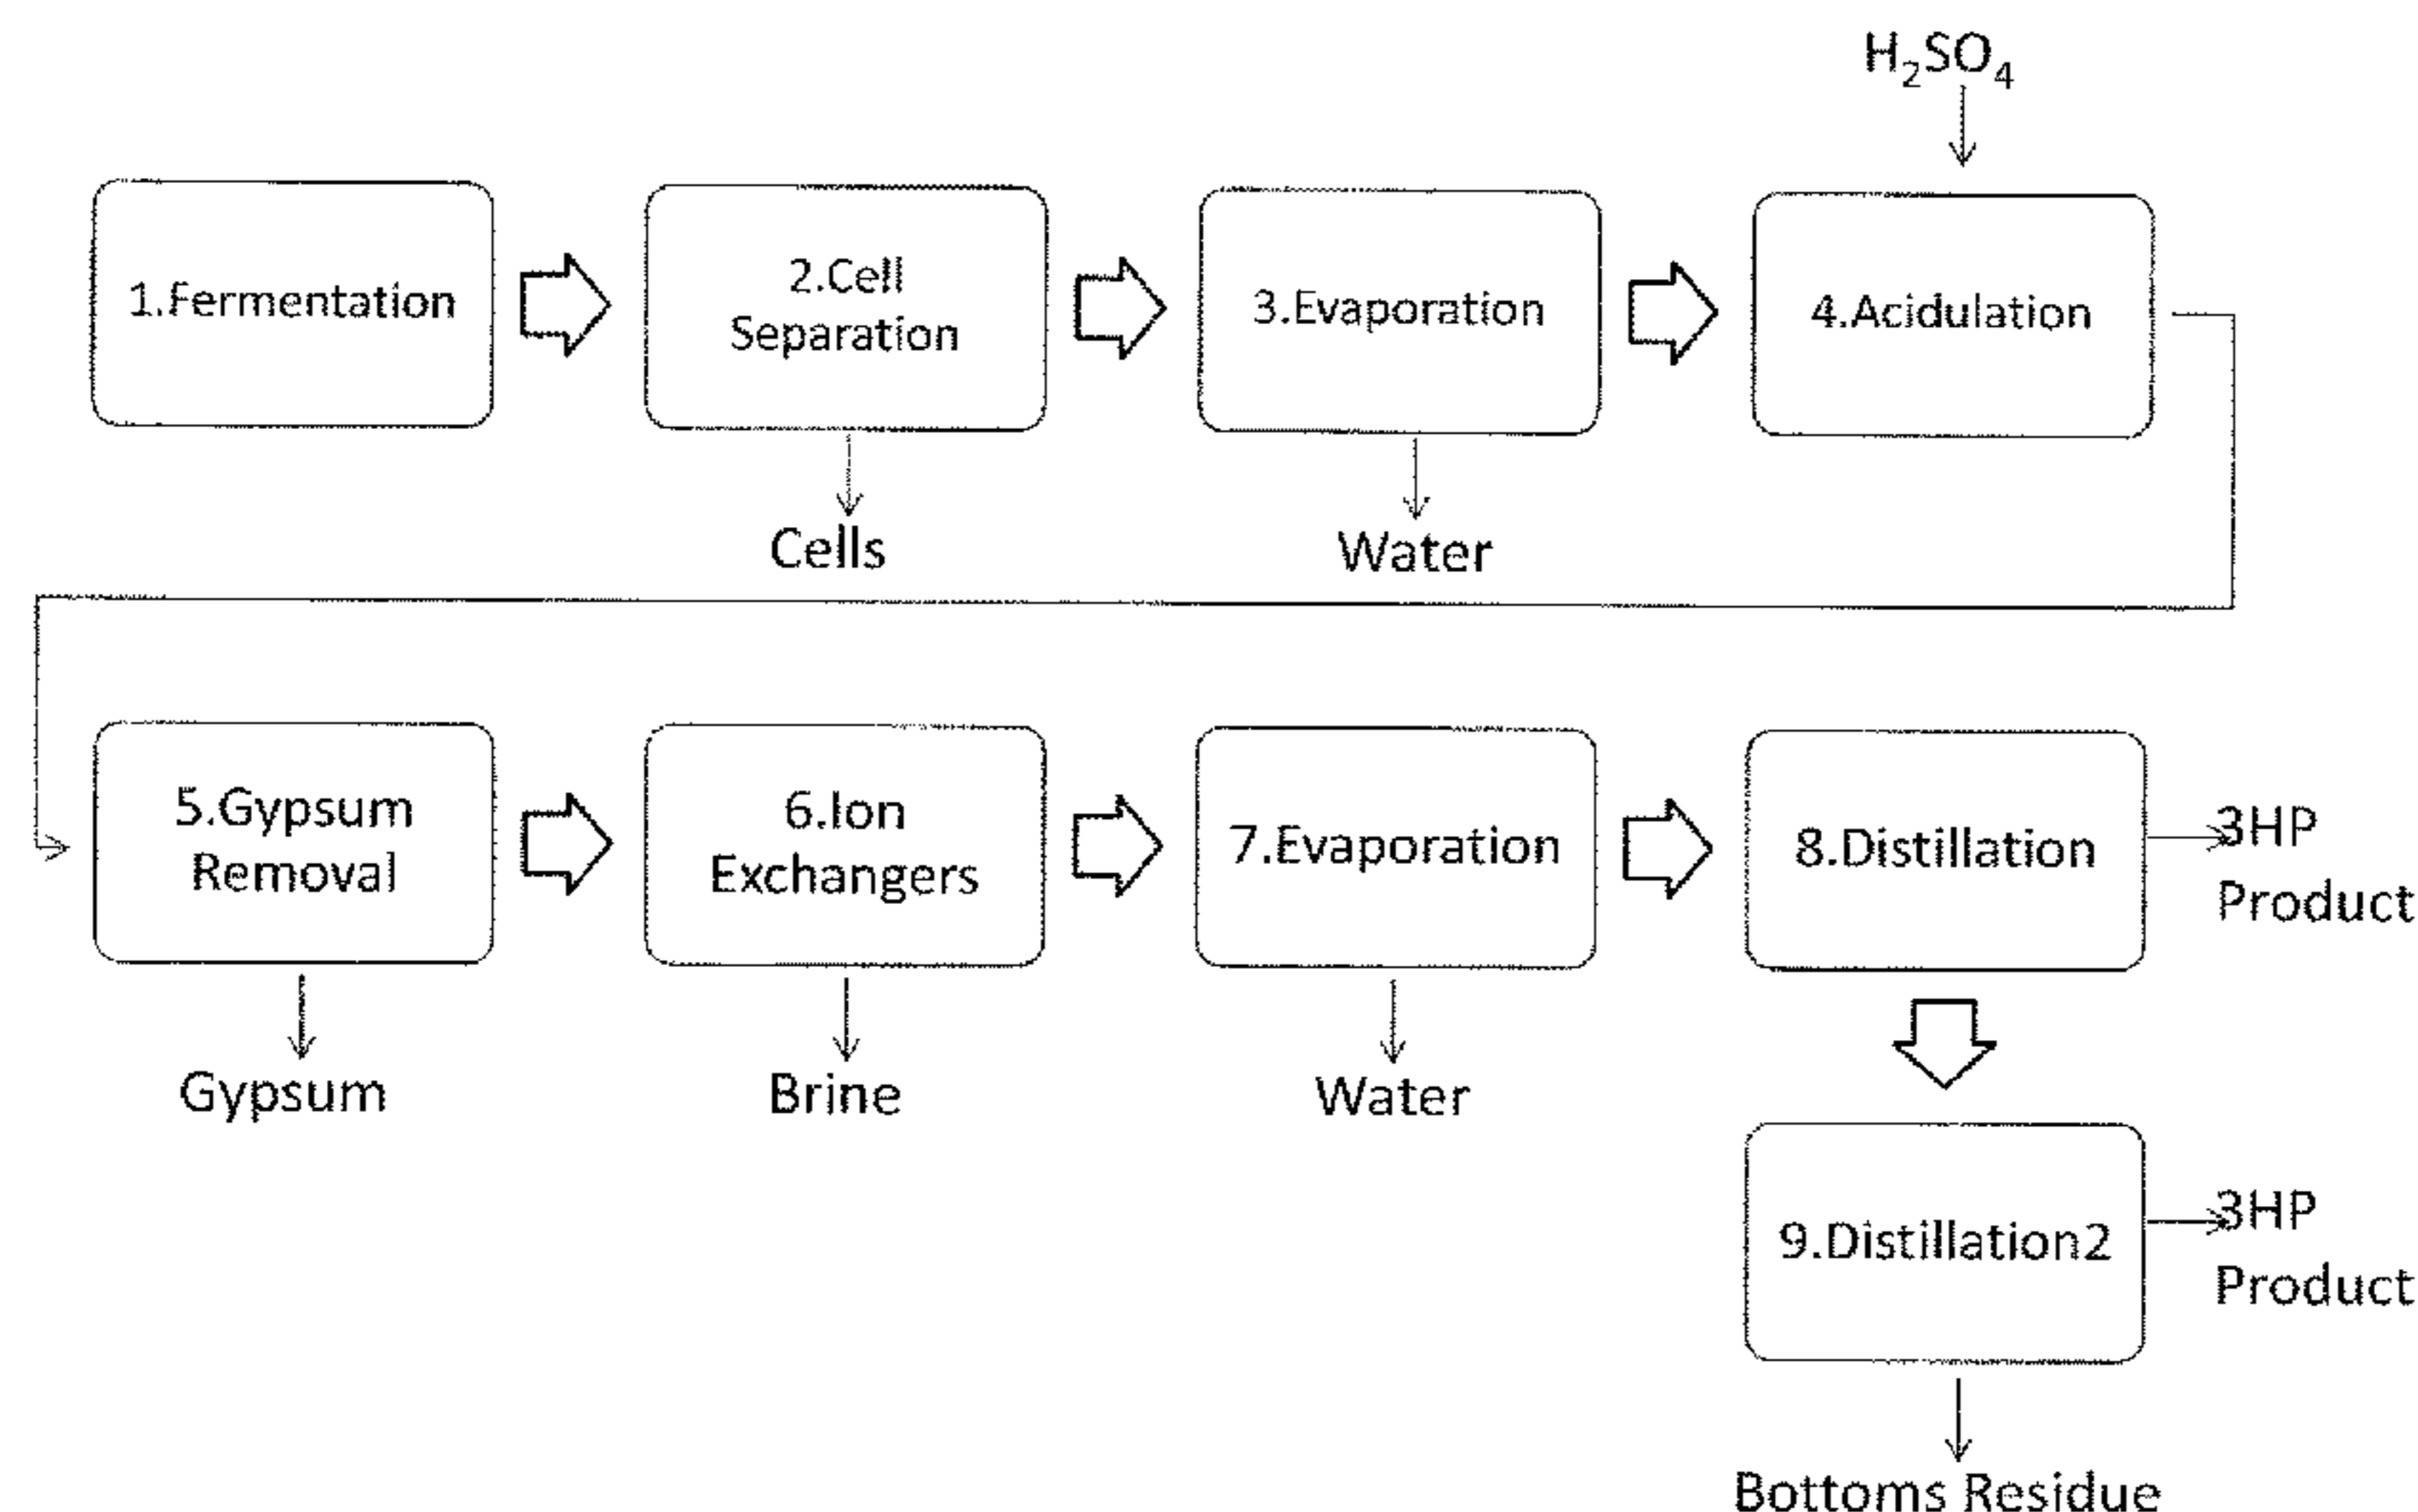 H₂SO₄
1.Fermentation
2.Cell
Separation
3.Evaporation
4.Acidulation
Cells
Water
5.Gypsum
Removal
6.Ion
Exchangers
7.Evaporation
8.Distillation
3HP
Product
Gypsum
Brine
Water
9.Distillation2
3HP
Product
Bottoms Residue